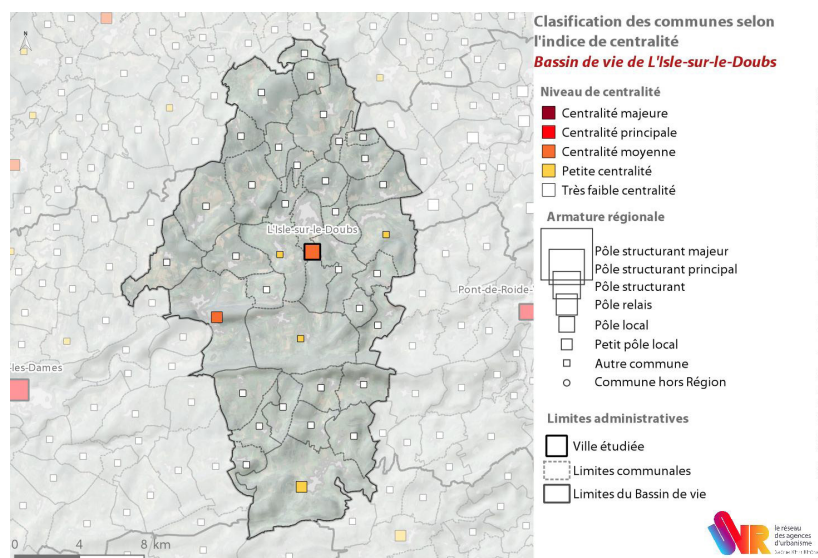 Clasification des communes selon
l'indice de centralité
Bassin de vie de L'Isle-sur-le-Doubs
Niveau de centralité
Centralité majeure
Centralité principale
Centralité moyenne
Petite centralité
Très faible centralité
Armature régionale
Pôle structurant majeur
Pôle structurant principal
Pôle structurant
Pôle relais
Pôle local
Petit pôle local
Autre commune
Commune hors Région
Limites administratives
Ville étudiée
Limites communales
Limites du Bassin de vie
N
L'Isle-sur-le-Doubs
Pont-de-Roide-
-les-Dames
0 4 8 km
le réseau
des agences
d'urbanisme